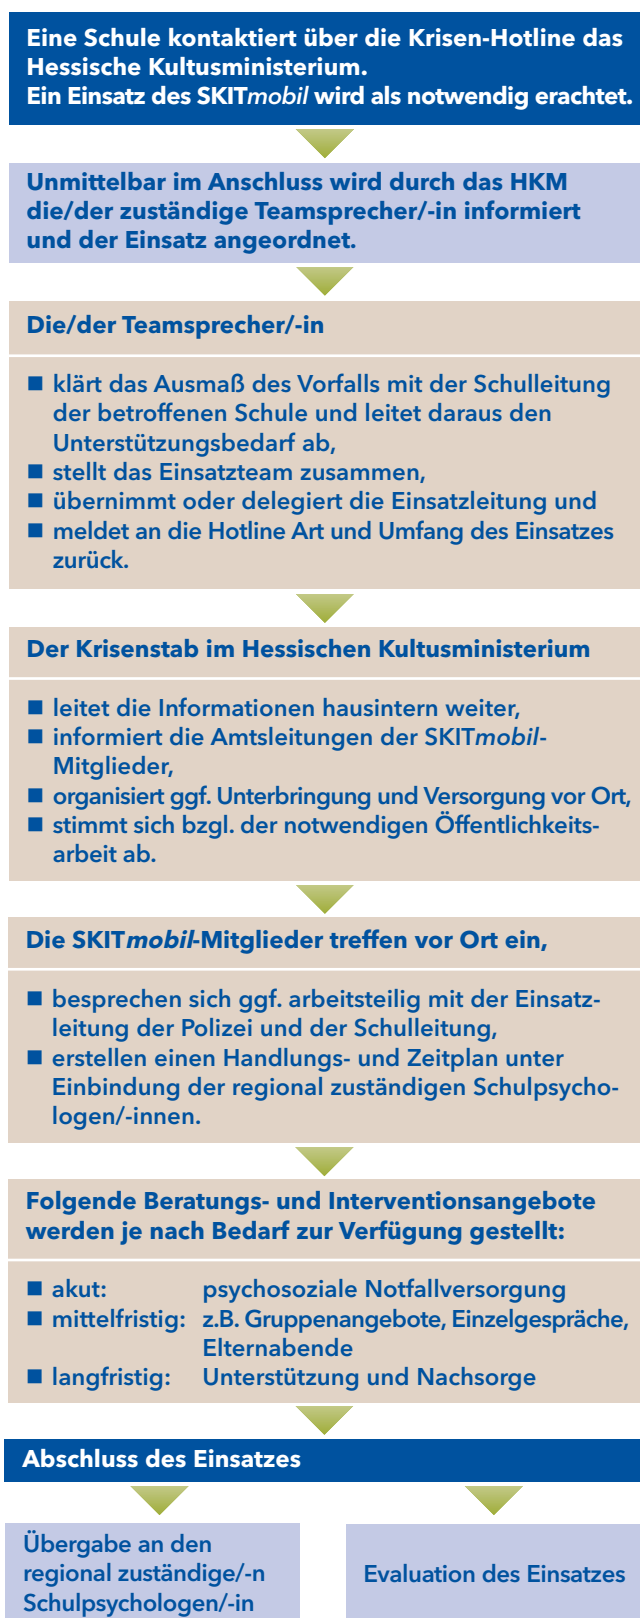 Eine Schule kontaktiert über die Krisen-Hotline das
Hessische Kultusministerium.
Ein Einsatz des SKITmobil wird als notwendig erachtet.
Unmittelbar im Anschluss wird durch das HKM
die/der zuständige Teamsprecher/-in informiert
und der Einsatz angeordnet.
Die/der Teamsprecher/-in
■ klärt das Ausmaß des Vorfalls mit der Schulleitung
der betroffenen Schule und leitet daraus den
Unterstützungsbedarf ab,
■ stellt das Einsatzteam zusammen,
■ übernimmt oder delegiert die Einsatzleitung und
■ meldet an die Hotline Art und Umfang des Einsatzes
zurück.
Der Krisenstab im Hessischen Kultusministerium
■ leitet die Informationen hausintern weiter,
■ informiert die Amtsleitungen der SKITmobil-
Mitglieder,
■ organisiert ggf. Unterbringung und Versorgung vor Ort,
■ stimmt sich bzgl. der notwendigen Öffentlichkeits-
arbeit ab.
Die SKITmobil-Mitglieder treffen vor Ort ein,
■ besprechen sich ggf. arbeitsteilig mit der Einsatz-
leitung der Polizei und der Schulleitung,
■ erstellen einen Handlungs- und Zeitplan unter
Einbindung der regional zuständigen Schulpsycho-
logen/-innen.
Folgende Beratungs- und Interventionsangebote
werden je nach Bedarf zur Verfügung gestellt:
■ akut: psychosoziale Notfallversorgung
■ mittelfristig: z.B. Gruppenangebote, Einzelgespräche,
Elternabende
■ langfristig: Unterstützung und Nachsorge
Abschluss des Einsatzes
Übergabe an den
regional zuständige/-n
Schulpsychologen/-in
Evaluation des Einsatzes